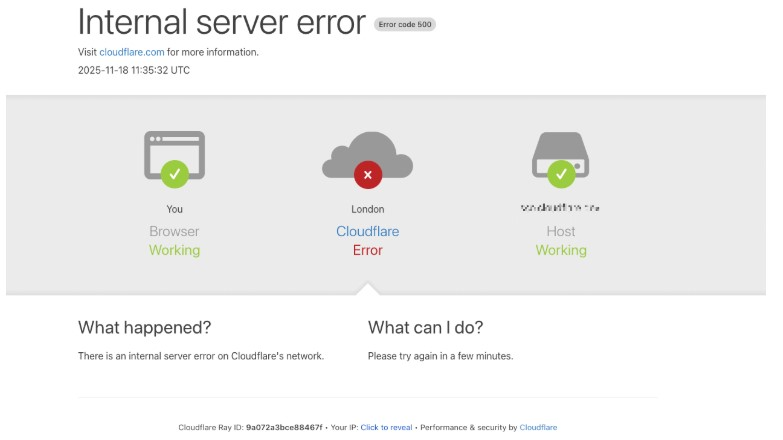 Internal server error Error code 500
Visit cloudflare.com for more information.
2025-11-18 11:35:32 UTC
You
Browser
Working
London
Cloudflare
Error
Host
Working
What happened?
There is an internal server error on Cloudflare's network.
What can I do?
Please try again in a few minutes.
Cloudflare Ray ID: 9a072a3bce88467f • Your IP: Click to reveal • Performance & security by Cloudflare